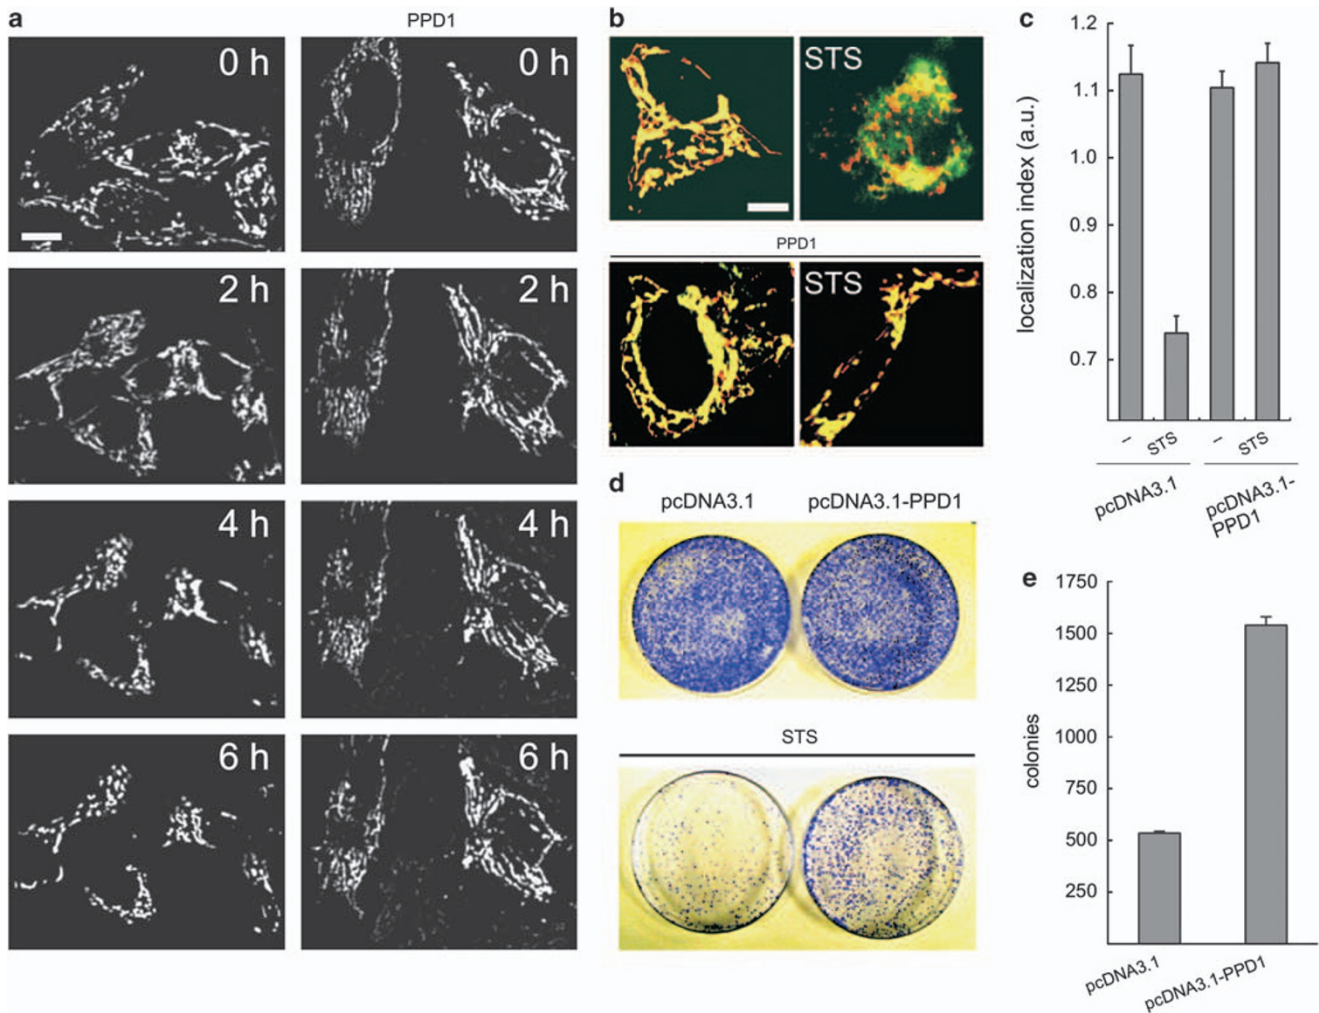 a
PPD1
0 h
0 h
2 h
2 h
4 h
4 h
6 h
6 h
b
STS
PPD1
STS
c
localization index (a.u.)
1.2
1.1
1.0
0.9
0.8
0.7
–
STS
–
STS
pcDNA3.1
pcDNA3.1-
PPD1
d
pcDNA3.1
pcDNA3.1-PPD1
STS
e
colonies
1750
1500
1250
1000
750
500
250
pcDNA3.1
pcDNA3.1-PPD1